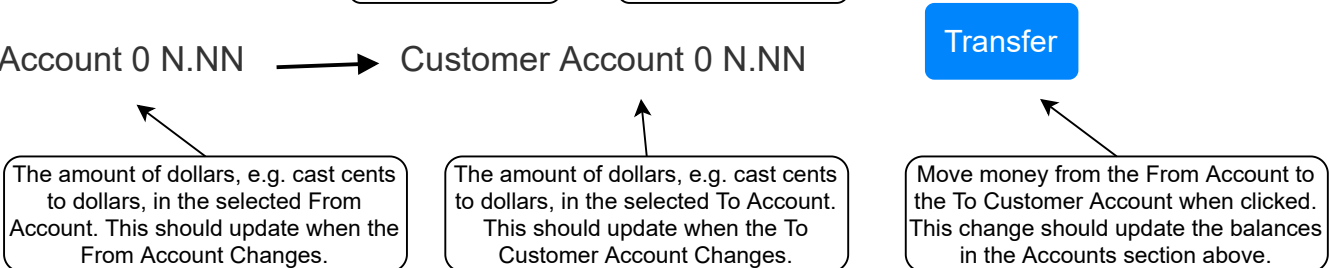 Account 0 N.NN
Customer Account 0 N.NN
Transfer
The amount of dollars, e.g. cast cents
to dollars, in the selected From
Account. This should update when the
From Account Changes.
The amount of dollars, e.g. cast cents
to dollars, in the selected To Account.
This should update when the To
Customer Account Changes.
Move money from the From Account to
the To Customer Account when clicked.
This change should update the balances
in the Accounts section above.